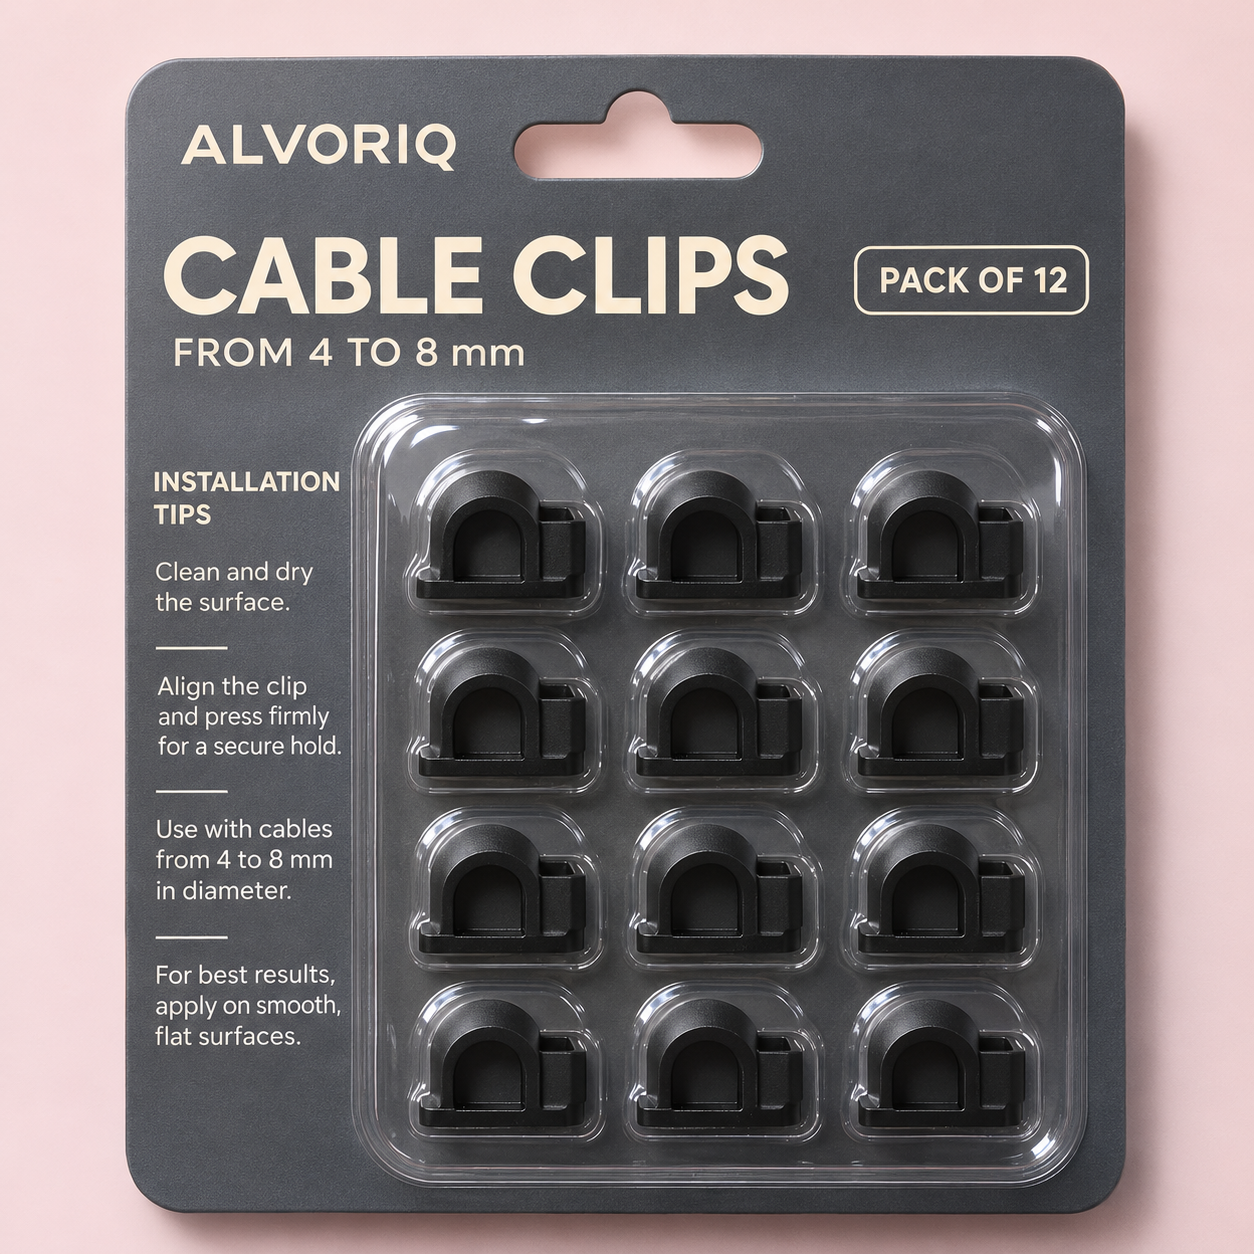 ALVORIQ
CABLE CLIPS
PACK OF 12
FROM 4 TO 8 mm
INSTALLATION
TIPS
Clean and dry
the surface.
Align the clip
and press firmly
for a secure hold.
Use with cables
from 4 to 8 mm
in diameter.
For best results,
apply on smooth,
flat surfaces.